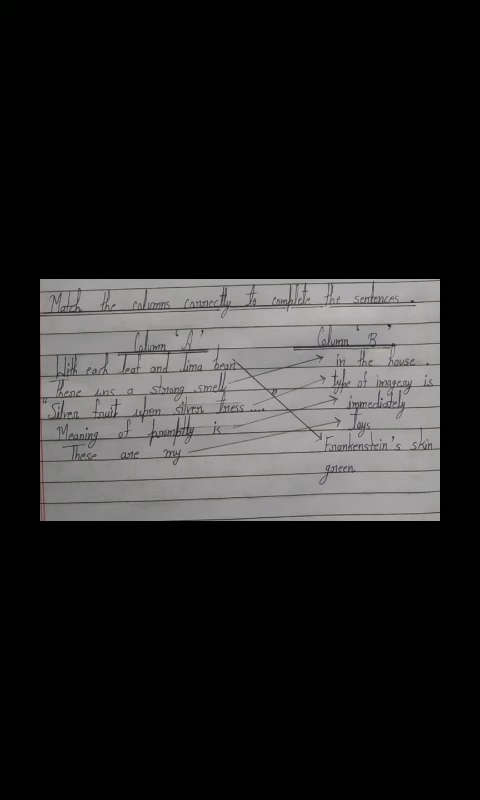 Match the columns correctly to complete the sentences.
Column 'A' Column 'B'
With each leaf and lima bean in the house.
there was a strong smell type of imagery is
"Silver fruit upon silver trees...." immediately
Meaning of promptly is Toys
These are my Frankenstein's skin
green